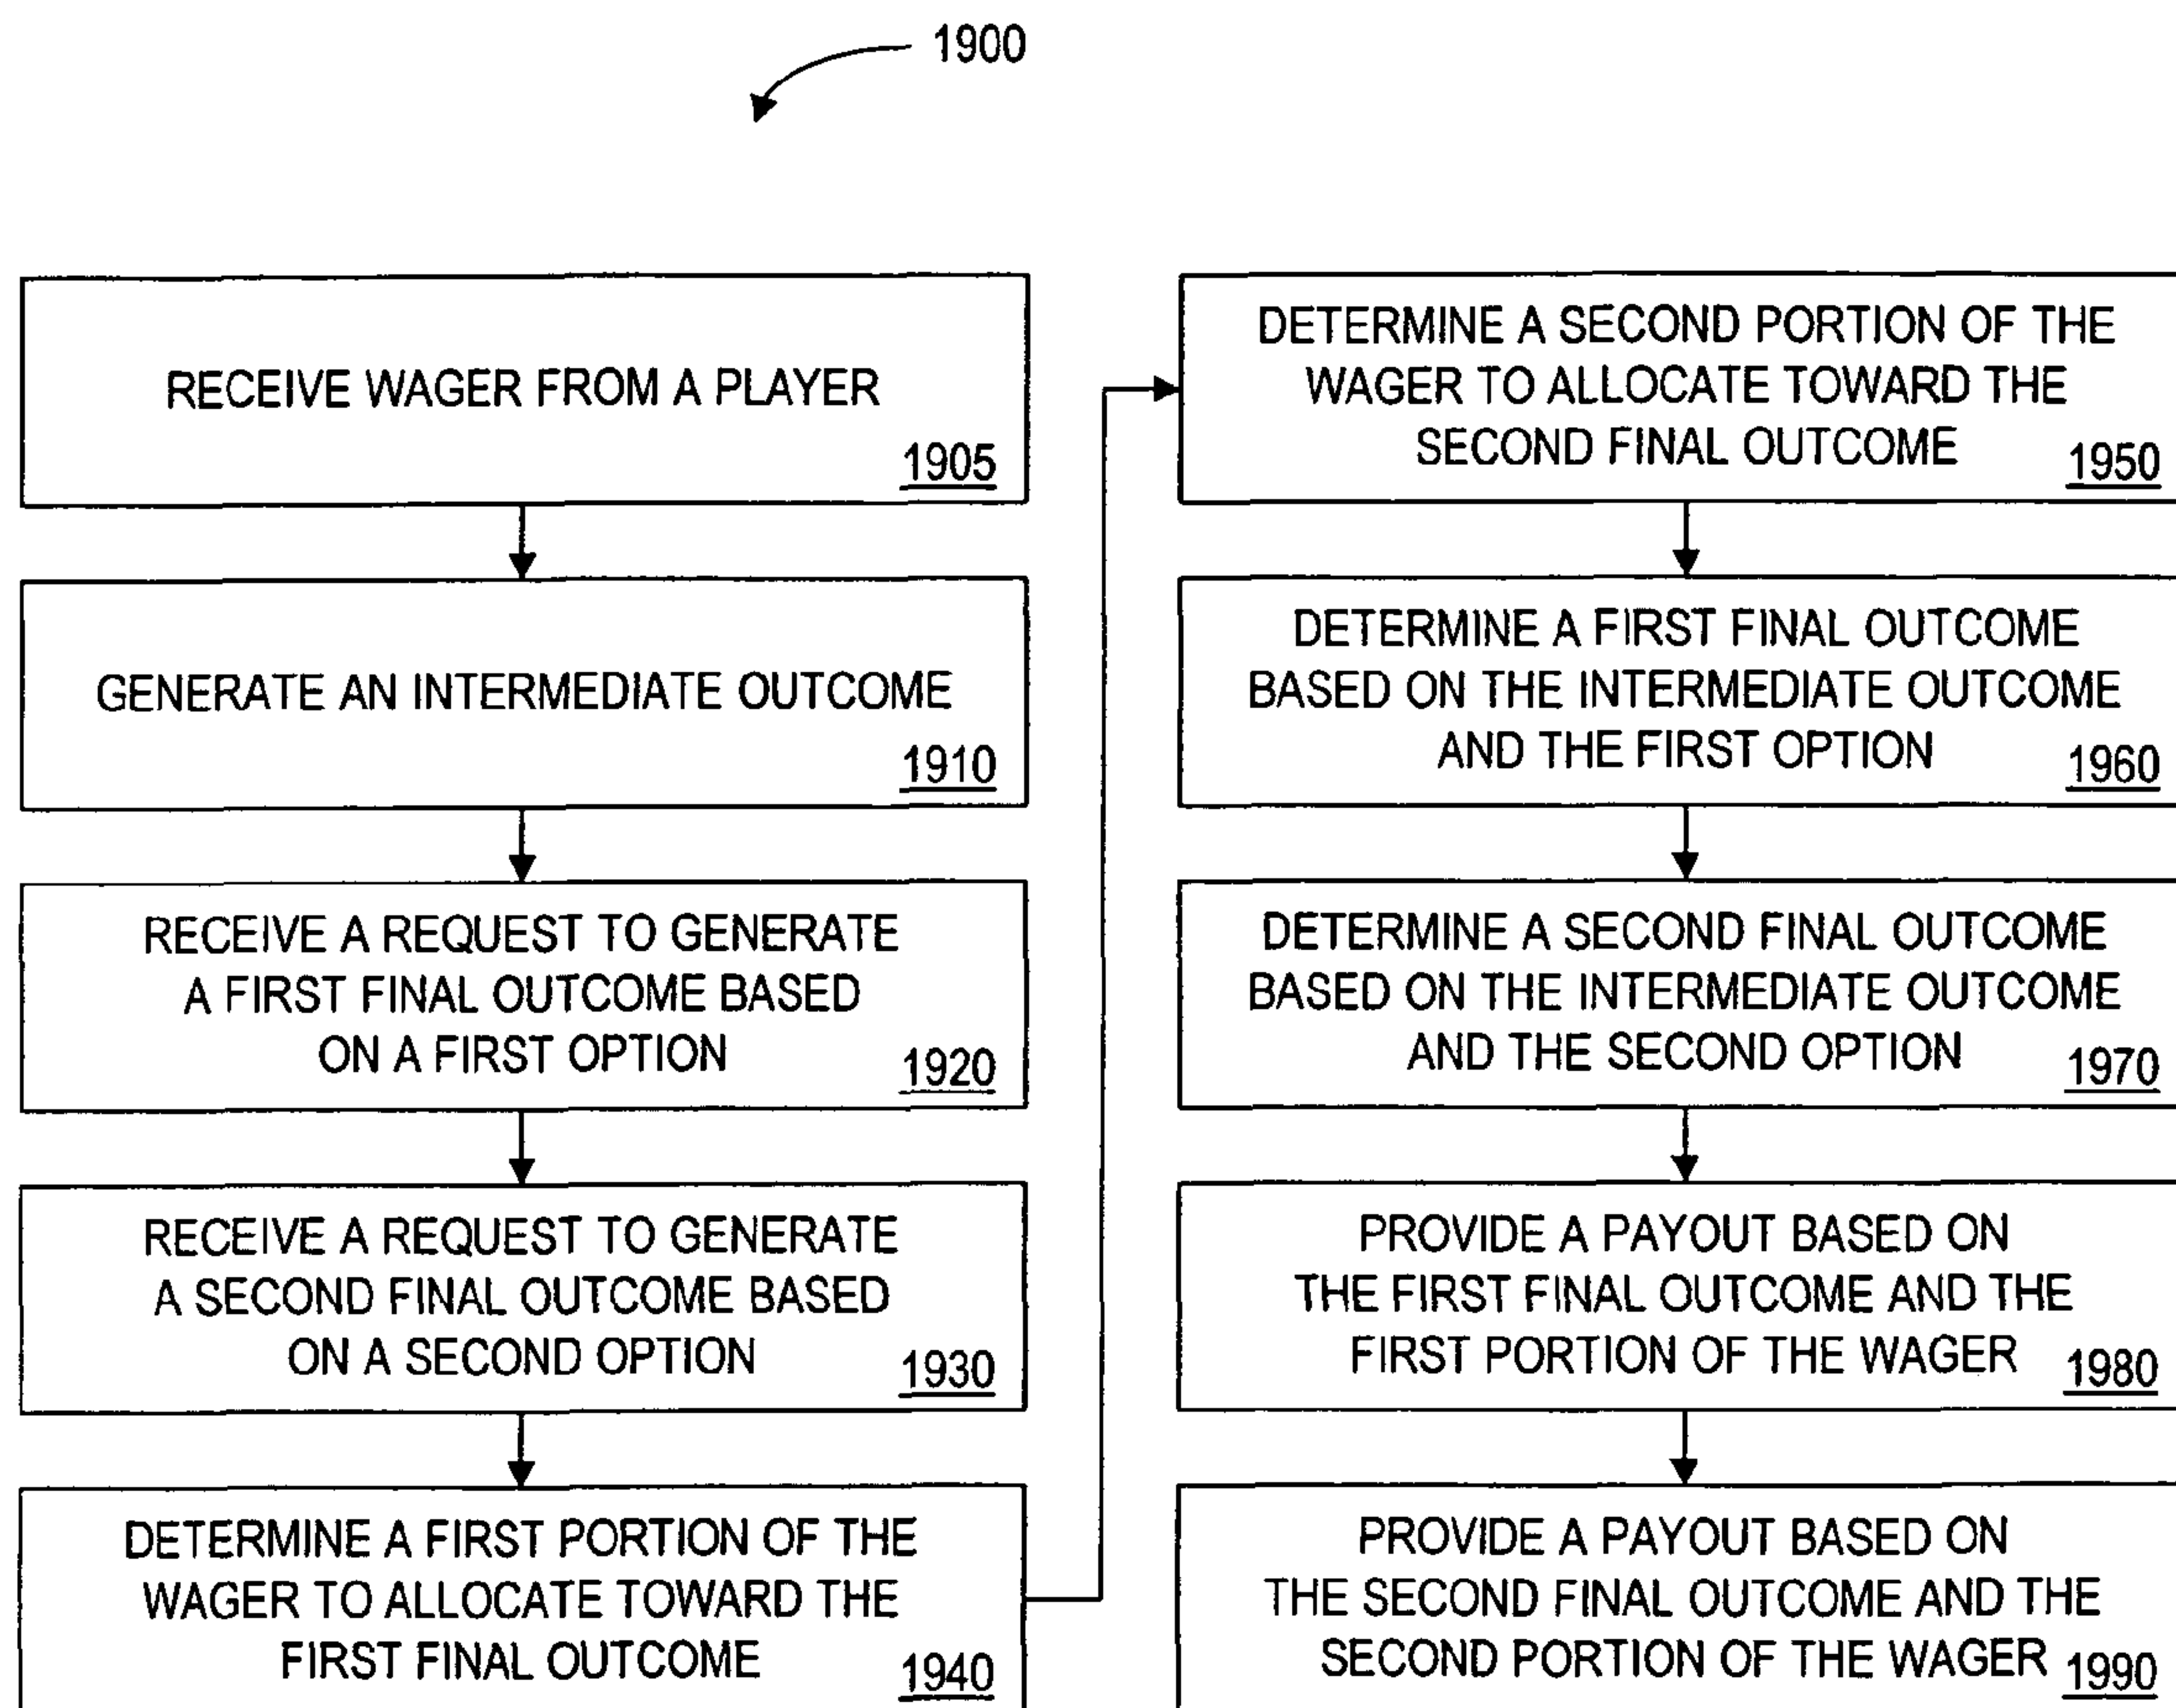 1900
RECEIVE WAGER FROM A PLAYER
1905
GENERATE AN INTERMEDIATE OUTCOME
1910
RECEIVE A REQUEST TO GENERATE
A FIRST FINAL OUTCOME BASED
ON A FIRST OPTION
1920
RECEIVE A REQUEST TO GENERATE
A SECOND FINAL OUTCOME BASED
ON A SECOND OPTION
1930
DETERMINE A FIRST PORTION OF THE
WAGER TO ALLOCATE TOWARD THE
FIRST FINAL OUTCOME
1940
DETERMINE A SECOND PORTION OF THE
WAGER TO ALLOCATE TOWARD THE
SECOND FINAL OUTCOME
1950
DETERMINE A FIRST FINAL OUTCOME
BASED ON THE INTERMEDIATE OUTCOME
AND THE FIRST OPTION
1960
DETERMINE A SECOND FINAL OUTCOME
BASED ON THE INTERMEDIATE OUTCOME
AND THE SECOND OPTION
1970
PROVIDE A PAYOUT BASED ON
THE FIRST FINAL OUTCOME AND THE
FIRST PORTION OF THE WAGER
1980
PROVIDE A PAYOUT BASED ON
THE SECOND FINAL OUTCOME AND THE
SECOND PORTION OF THE WAGER
1990